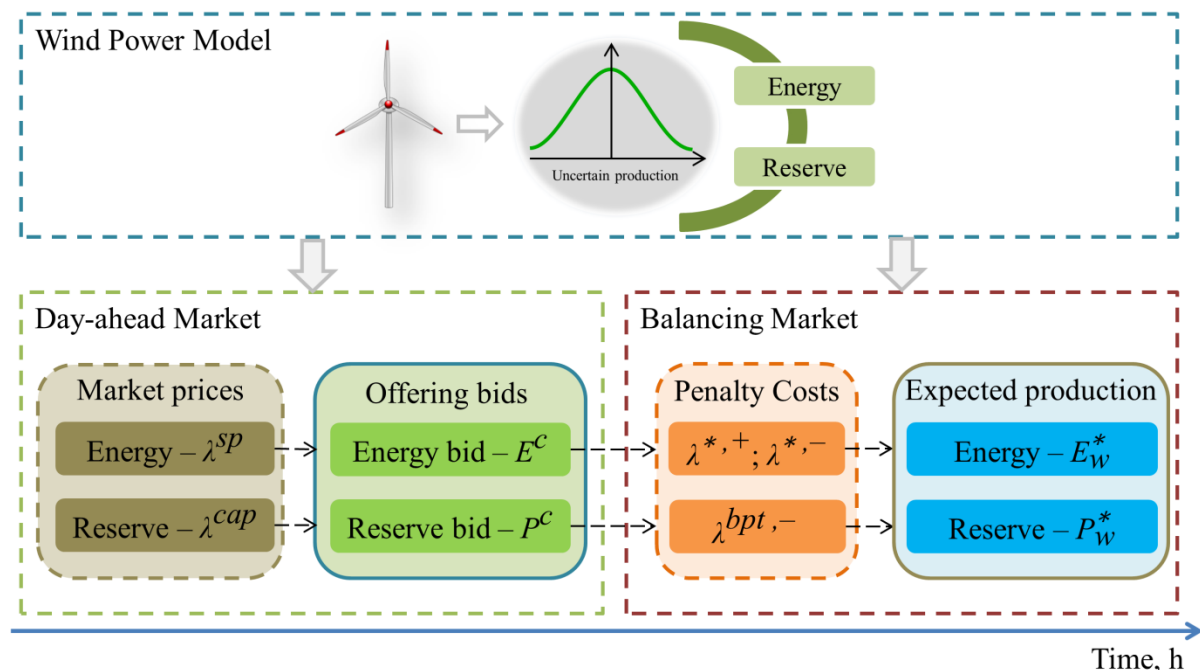 Wind Power Model
Energy
Reserve
Uncertain production
Day-ahead Market
Market prices
Energy – λ^sp
Reserve – λ^cap
Offering bids
Energy bid – E^c
Reserve bid – P^c
Balancing Market
Penalty Costs
λ^*,+; λ^*,–
λ^bpt,–
Expected production
Energy – E_w^*
Reserve – P_w^*
Time, h